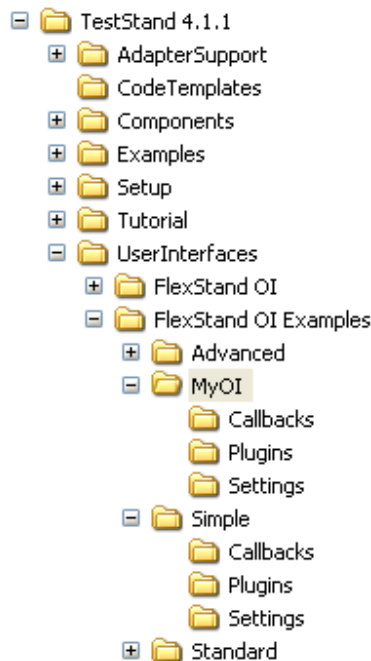 TestStand 4.1.1
AdapterSupport
CodeTemplates
Components
Examples
Setup
Tutorial
UserInterfaces
FlexStand OI
FlexStand OI Examples
Advanced
MyOI
Callbacks
Plugins
Settings
Simple
Callbacks
Plugins
Settings
Standard